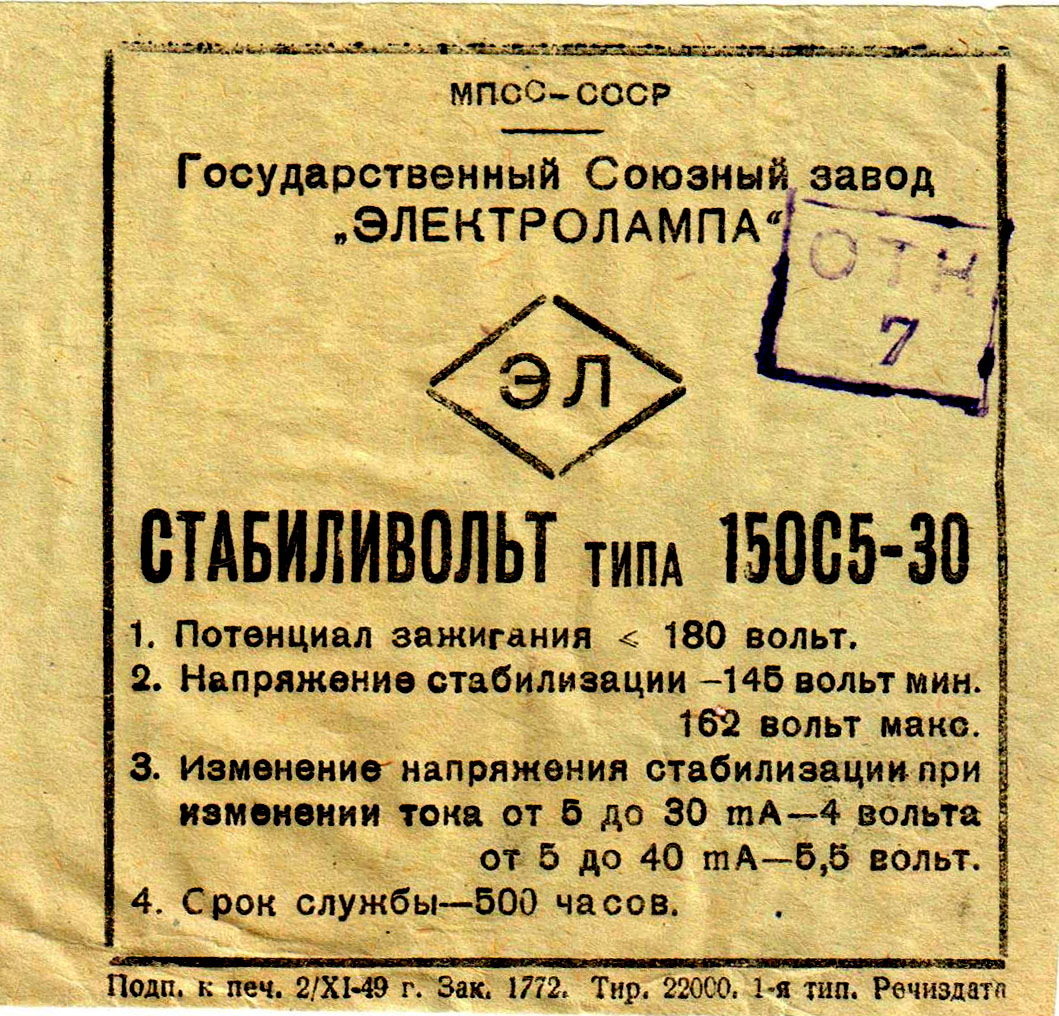 МПСС–СССР
Государственный Союзный завод
„ЭЛЕКТРОЛАМПА“
ОТК
7
ЭЛ
СТАБИЛИВОЛЬТ ТИПА 150С5-30
1. Потенциал зажигания < 180 вольт.
2. Напряжение стабилизации –145 вольт мин.
162 вольт макс.
3. Изменение напряжения стабилизации при
изменении тока от 5 до 30 mA—4 вольта
от 5 до 40 mA—5,5 вольт.
4. Срок службы—500 часов.
Подп. к печ. 2/XI-49 г. Зак. 1772. Тир. 22000. 1-я тип. Речиздата